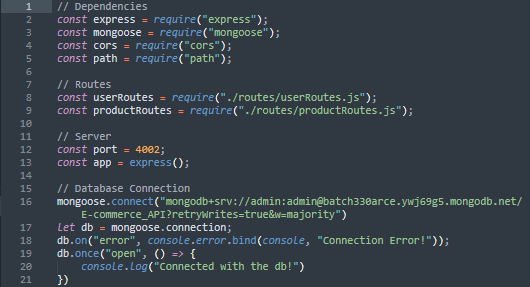 1 // Dependencies
2 const express = require("express");
3 const mongoose = require("mongoose");
4 const cors = require("cors");
5 const path = require("path");
6
7 // Routes
8 const userRoutes = require("./routes/userRoutes.js");
9 const productRoutes = require("./routes/productRoutes.js");
10
11 // Server
12 const port = 4002;
13 const app = express();
14
15 // Database Connection
16 mongoose.connect("mongodb+srv://admin:admin@batch330arce.ywj69g5.mongodb.net/
E-commerce_API?retryWrites=true&w=majority")
17 let db = mongoose.connection;
18 db.on("error", console.error.bind(console, "Connection Error!"));
19 db.once("open", () => {
20 console.log("Connected with the db!")
21 })